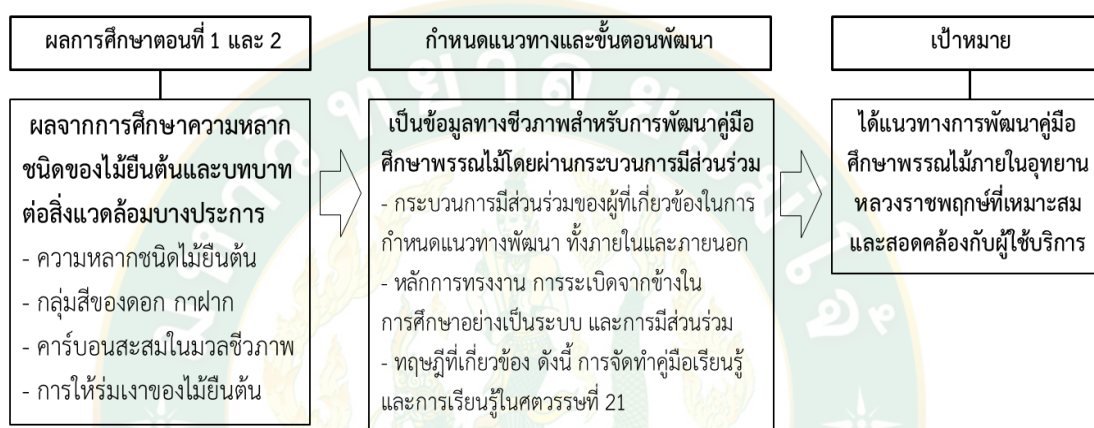 ผลการศึกษาตอนที่ 1 และ 2
ผลจากการศึกษาความหลาก
ชนิดของไม้ยืนต้นและบทบาท
ต่อสิ่งแวดล้อมบางประการ
- ความหลากชนิดไม้ยืนต้น
- กลุ่มสีของดอก กาฝาก
- คาร์บอนสะสมในมวลชีวภาพ
- การให้ร่มเงาของไม้ยืนต้น
กำหนดแนวทางและขั้นตอนพัฒนา
เป็นข้อมูลทางชีวภาพสำหรับการพัฒนาคู่มือ
ศึกษาพรรณไม้โดยผ่านกระบวนการมีส่วนร่วม
- กระบวนการมีส่วนร่วมของผู้ที่เกี่ยวข้องในการ
กำหนดแนวทางพัฒนา ทั้งภายในและภายนอก
- หลักการทรงงาน การระเบิดจากข้างใน
การศึกษาอย่างเป็นระบบ และการมีส่วนร่วม
- ทฤษฎีที่เกี่ยวข้อง ดังนี้ การจัดทำคู่มือเรียนรู้
และการเรียนรู้ในศตวรรษที่ 21
เป้าหมาย
ได้แนวทางการพัฒนาคู่มือ
ศึกษาพรรณไม้ภายในอุทยาน
หลวงราชพฤกษ์ที่เหมาะสม
และสอดคล้องกับผู้ใช้บริการ